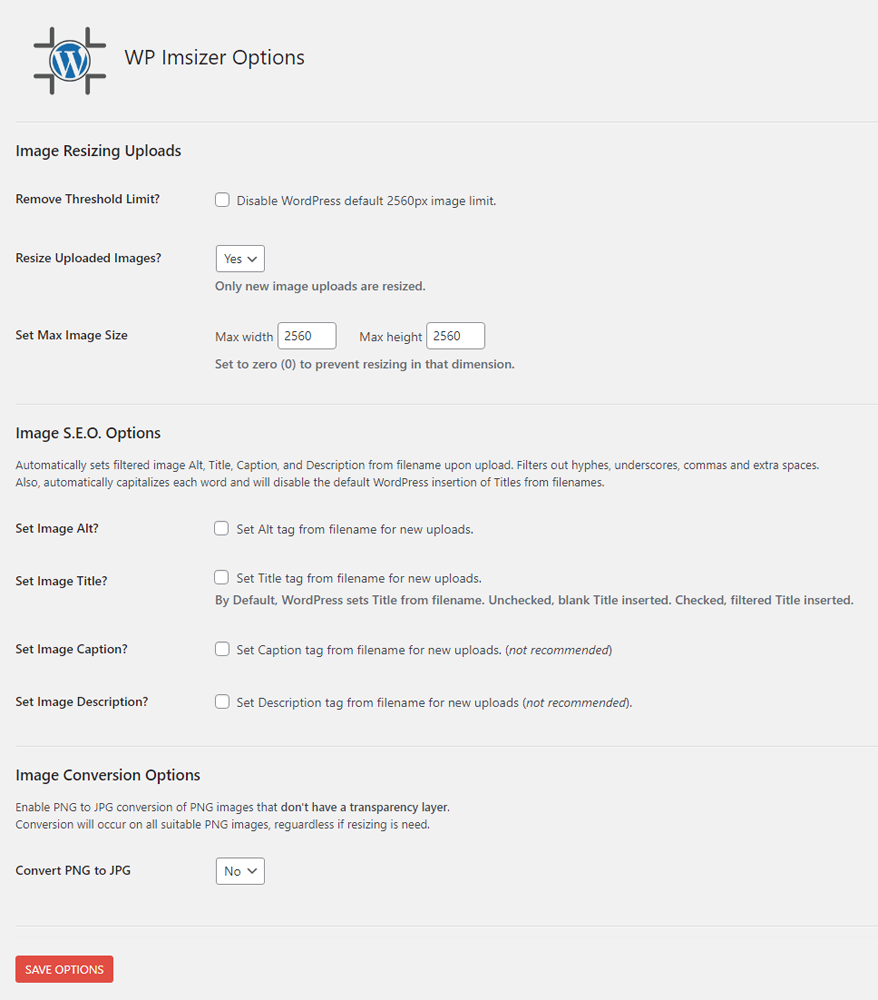 WP Imsizer Options
Image Resizing Uploads
Remove Threshold Limit? Disable WordPress default 2560px image limit.
Resize Uploaded Images? Yes
Only new image uploads are resized.
Set Max Image Size Max width 2560 Max height 2560
Set to zero (0) to prevent resizing in that dimension.
Image S.E.O. Options
Automatically sets filtered image Alt, Title, Caption, and Description from filename upon upload. Filters out hyphes, underscores, commas and extra spaces.
Also, automatically capitalizes each word and will disable the default WordPress insertion of Titles from filenames.
Set Image Alt? Set Alt tag from filename for new uploads.
Set Image Title? Set Title tag from filename for new uploads.
By Default, WordPress sets Title from filename. Unchecked, blank Title inserted. Checked, filtered Title inserted.
Set Image Caption? Set Caption tag from filename for new uploads. (not recommended)
Set Image Description? Set Description tag from filename for new uploads (not recommended).
Image Conversion Options
Enable PNG to JPG conversion of PNG images that don't have a transparency layer.
Conversion will occur on all suitable PNG images, reguardless if resizing is need.
Convert PNG to JPG No
SAVE OPTIONS